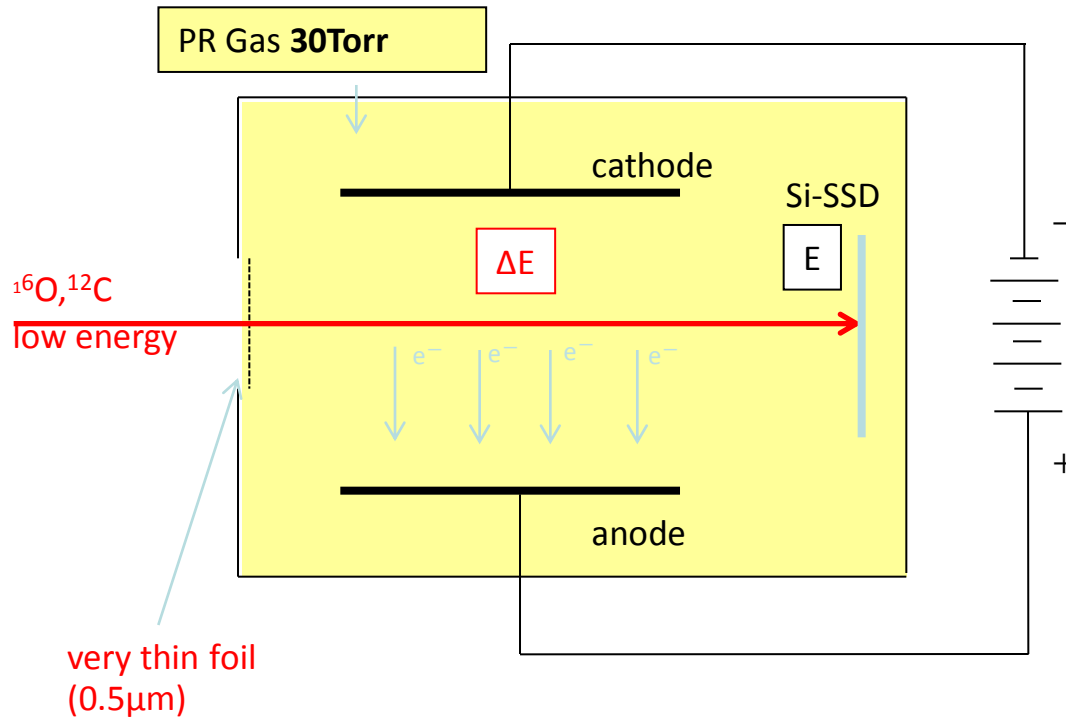 PR Gas 30Torr
cathode
Si-SSD
−
ΔE
E
¹⁶O,¹²C
low energy
e⁻ e⁻ e⁻ e⁻
+
anode
very thin foil
(0.5μm)